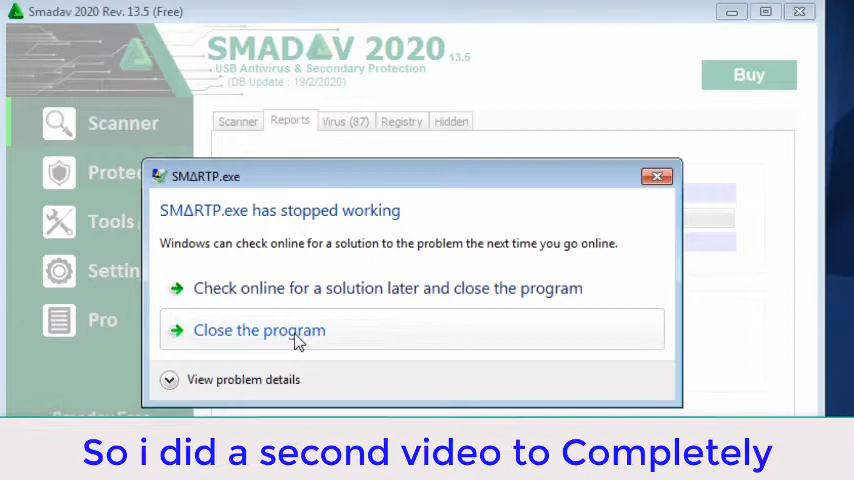 Smadav 2020 Rev. 13.5 (Free)
SMADAV 2020 13.5
USB Antivirus & Secondary Protection
(DB Update : 19/2/2020)
Buy
Scanner
Scanner Reports Virus (87) Registry Hidden
Prote
SMΔRTP.exe
Tools
SMΔRTP.exe has stopped working
Windows can check online for a solution to the problem the next time you go online.
Settin
Check online for a solution later and close the program
Pro
Close the program
View problem details
So i did a second video to Completely